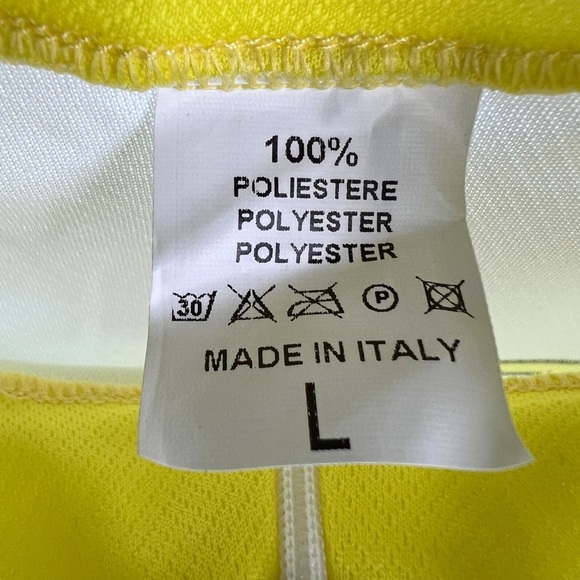 100%
POLIESTERE
POLYESTER
POLYESTER
30 P
MADE IN ITALY
L